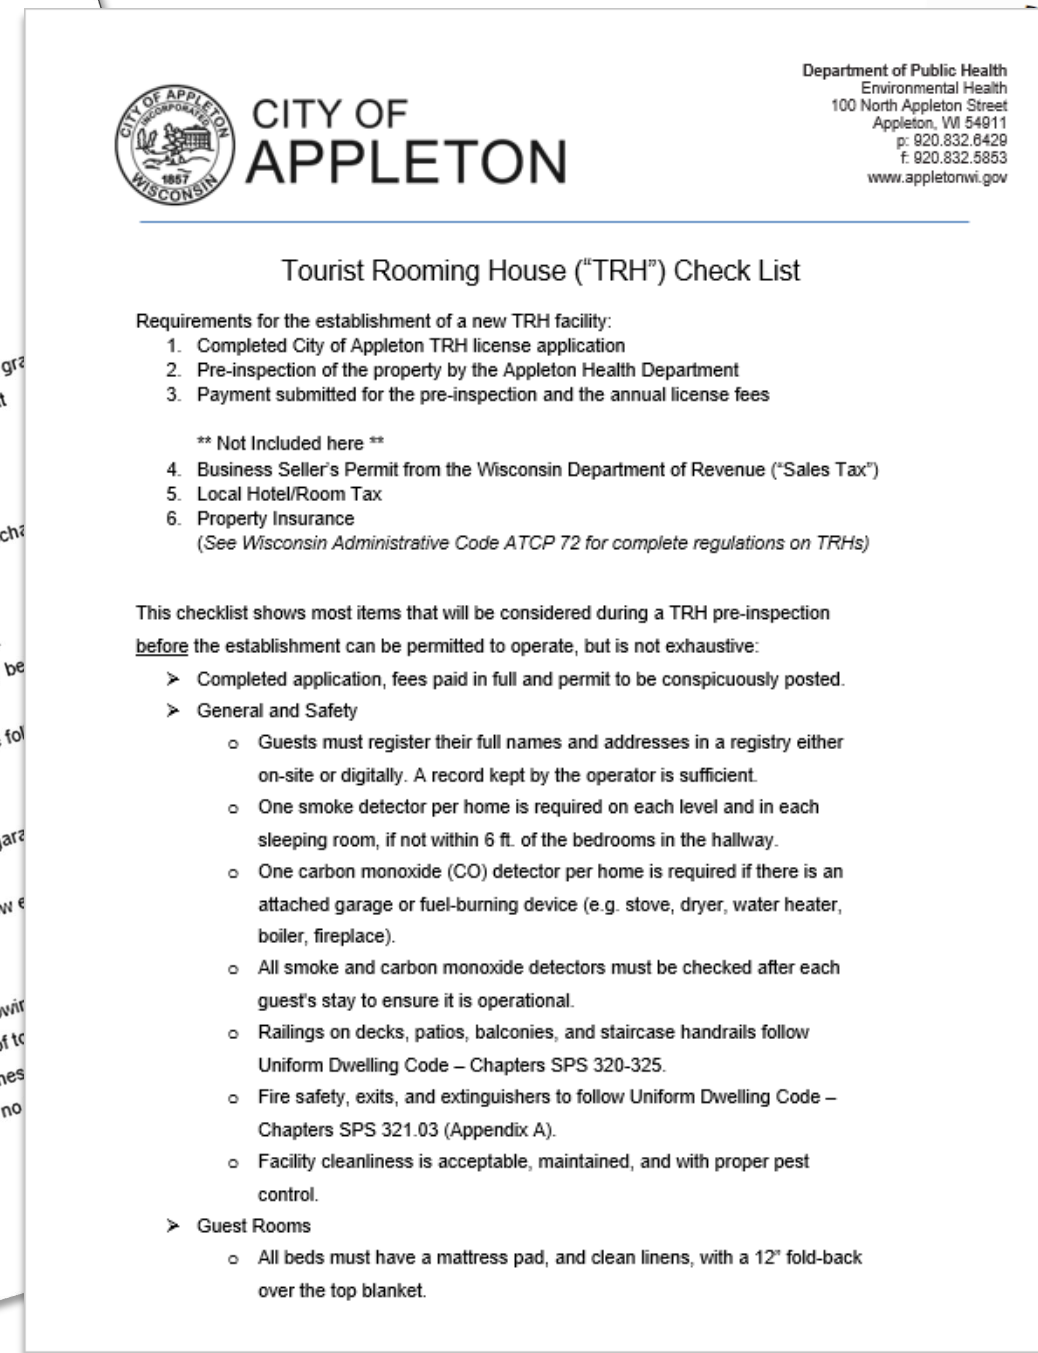 CITY OF APPLETON
INCORPORATED
1857
WISCONSIN
CITY OF
APPLETON
Department of Public Health
Environmental Health
100 North Appleton Street
Appleton, WI 54911
p: 920.832.6429
f: 920.832.5853
www.appletonwi.gov
Tourist Rooming House (“TRH”) Check List
Requirements for the establishment of a new TRH facility:
1. Completed City of Appleton TRH license application
2. Pre-inspection of the property by the Appleton Health Department
3. Payment submitted for the pre-inspection and the annual license fees
** Not Included here **
4. Business Seller’s Permit from the Wisconsin Department of Revenue (“Sales Tax”)
5. Local Hotel/Room Tax
6. Property Insurance
(See Wisconsin Administrative Code ATCP 72 for complete regulations on TRHs)
This checklist shows most items that will be considered during a TRH pre-inspection
before the establishment can be permitted to operate, but is not exhaustive:
➢ Completed application, fees paid in full and permit to be conspicuously posted.
➢ General and Safety
o Guests must register their full names and addresses in a registry either
on-site or digitally. A record kept by the operator is sufficient.
o One smoke detector per home is required on each level and in each
sleeping room, if not within 6 ft. of the bedrooms in the hallway.
o One carbon monoxide (CO) detector per home is required if there is an
attached garage or fuel-burning device (e.g. stove, dryer, water heater,
boiler, fireplace).
o All smoke and carbon monoxide detectors must be checked after each
guest's stay to ensure it is operational.
o Railings on decks, patios, balconies, and staircase handrails follow
Uniform Dwelling Code – Chapters SPS 320-325.
o Fire safety, exits, and extinguishers to follow Uniform Dwelling Code –
Chapters SPS 321.03 (Appendix A).
o Facility cleanliness is acceptable, maintained, and with proper pest
control.
➢ Guest Rooms
o All beds must have a mattress pad, and clean linens, with a 12” fold-back
over the top blanket.